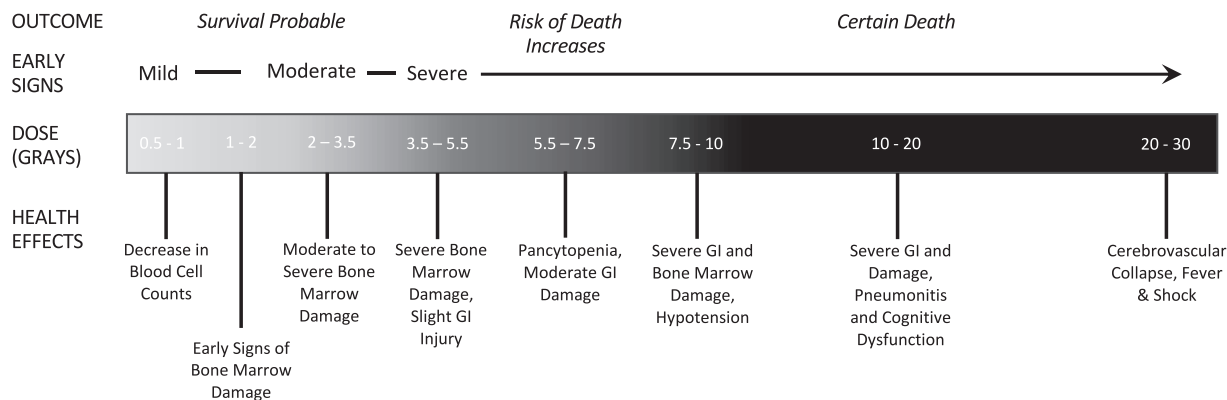 OUTCOME
Survival Probable
Risk of Death
Increases
Certain Death
EARLY
SIGNS
Mild
Moderate
Severe
DOSE
(GRAYS)
0.5 - 1
1 - 2
2 – 3.5
3.5 – 5.5
5.5 – 7.5
7.5 - 10
10 - 20
20 - 30
HEALTH
EFFECTS
Decrease in
Blood Cell
Counts
Early Signs of
Bone Marrow
Damage
Moderate to
Severe Bone
Marrow
Damage
Severe Bone
Marrow
Damage,
Slight GI
Injury
Pancytopenia,
Moderate GI
Damage
Severe GI and
Bone Marrow
Damage,
Hypotension
Severe GI and
Damage,
Pneumonitis
and Cognitive
Dysfunction
Cerebrovascular
Collapse, Fever
& Shock